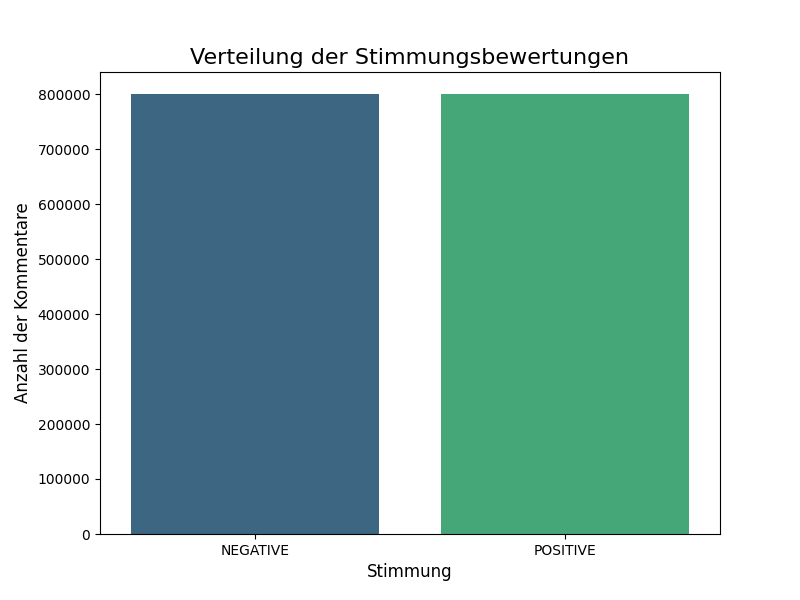 Verteilung der Stimmungsbewertungen
800000
700000
600000
500000
400000
300000
200000
100000
0
Anzahl der Kommentare
NEGATIVE
POSITIVE
Stimmung